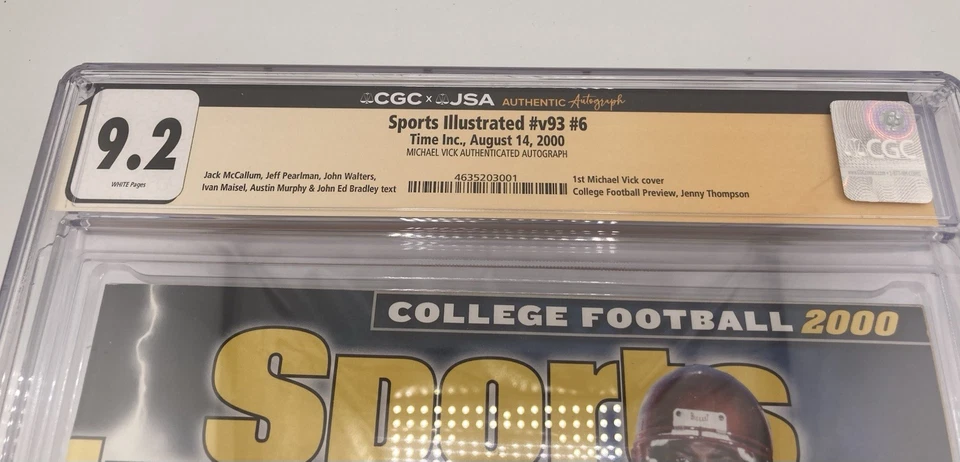 CGC x JSA AUTHENTIC Autograph
9.2
WHITE Pages
Sports Illustrated #v93 #6
Time Inc., August 14, 2000
MICHAEL VICK AUTHENTICATED AUTOGRAPH
Jack McCallum, Jeff Pearlman, John Walters,
Ivan Maisel, Austin Murphy & John Ed Bradley text
4635203001
1st Michael Vick cover
College Football Preview, Jenny Thompson
CGC
COLLEGE FOOTBALL 2000
Sports